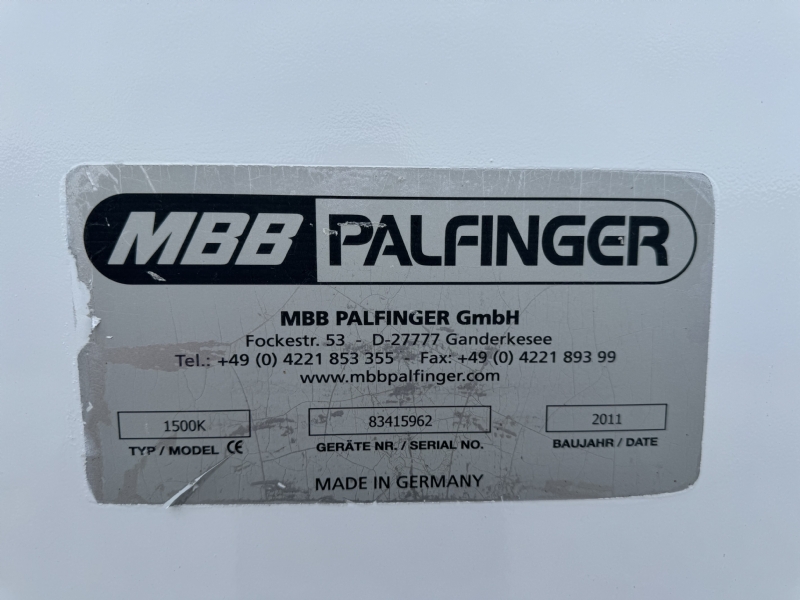 MBB PALFINGER
MBB PALFINGER GmbH
Fockestr. 53 - D-27777 Ganderkesee
Tel.: +49 (0) 4221 853 355 - Fax: +49 (0) 4221 893 99
www.mbbpalfinger.com
1500K 83415962 2011
TYP / MODEL CE GERÄTE NR. / SERIAL NO. BAUJAHR / DATE
MADE IN GERMANY